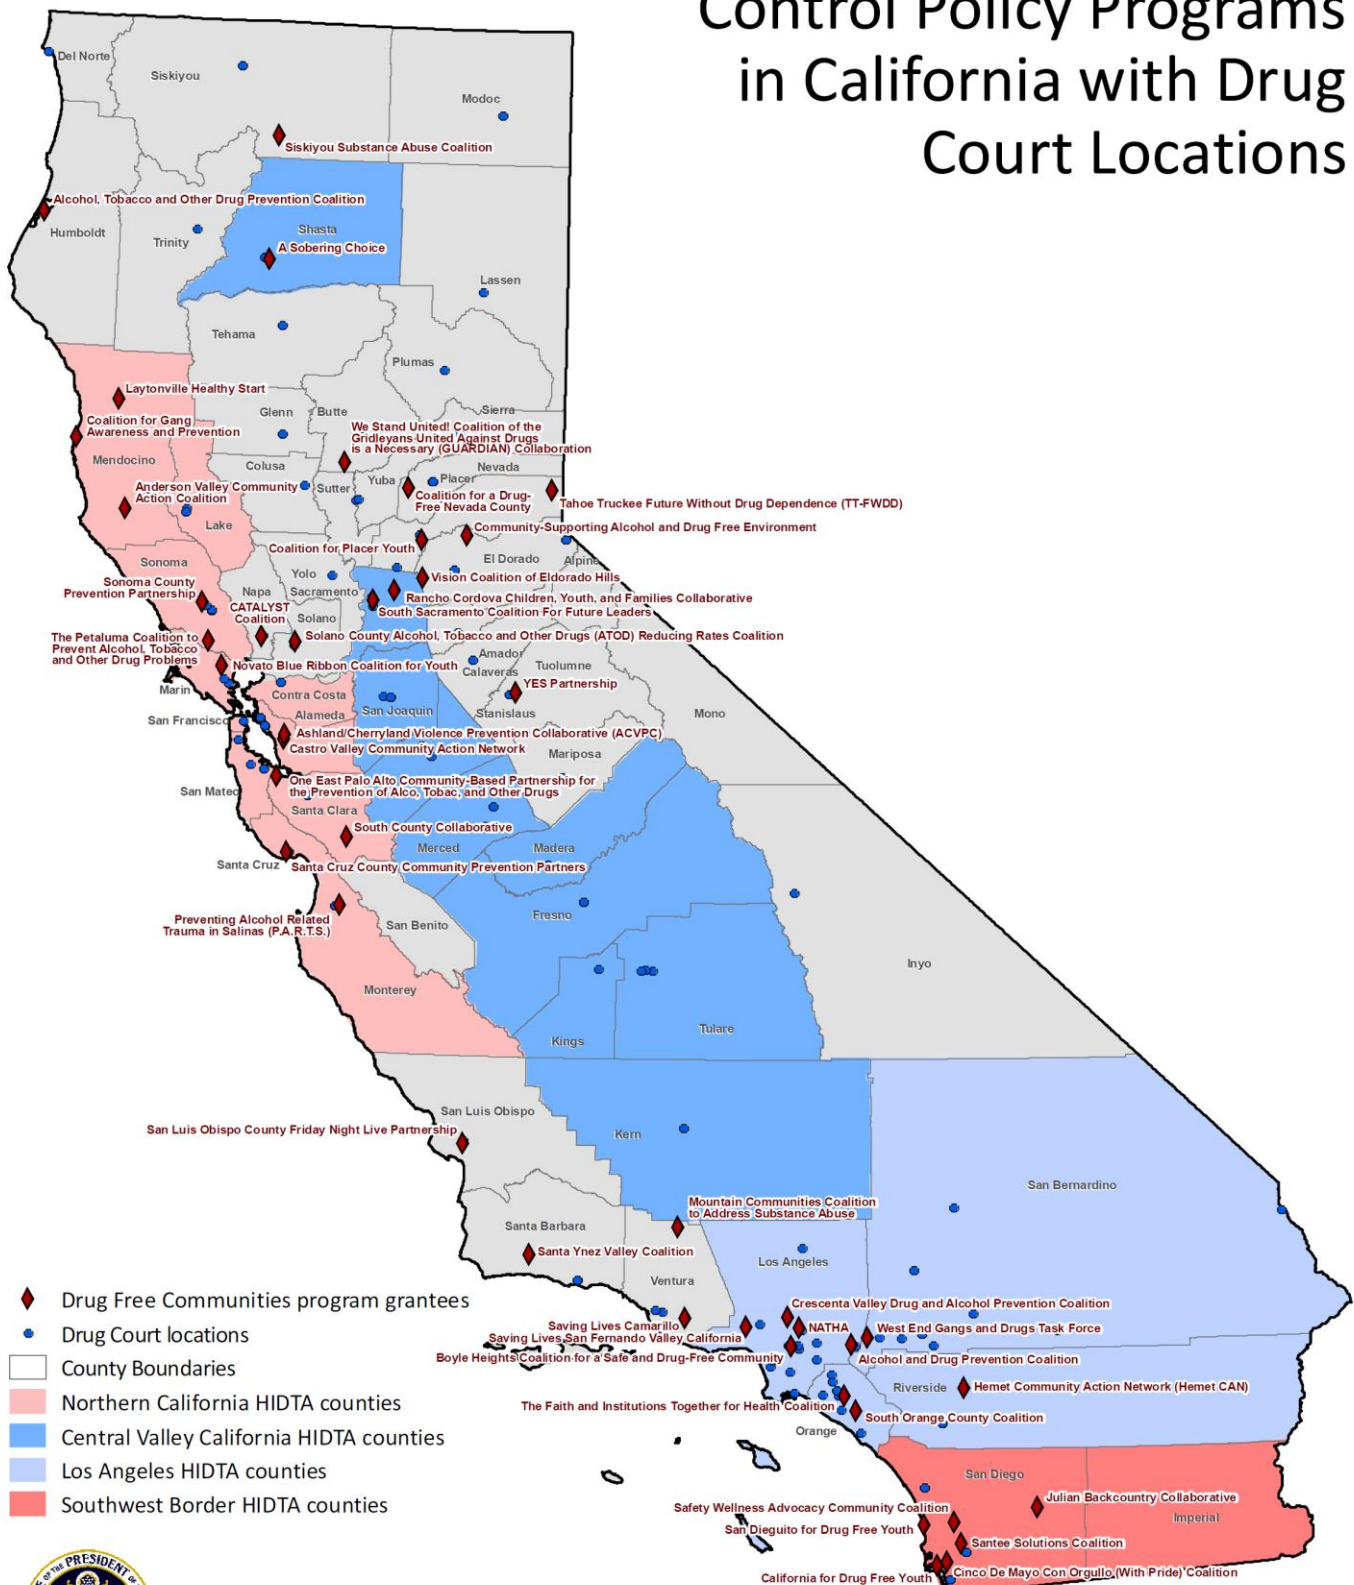 Control Policy Programs
in California with Drug
Court Locations
Del Norte
Siskiyou
Modoc
Siskiyou Substance Abuse Coalition
Alcohol, Tobacco and Other Drug Prevention Coalition
Humboldt
Trinity
Shasta
A Sobering Choice
Lassen
Tehama
Plumas
Laytonville Healthy Start
Glenn
Butte
Sierra
Coalition for Gang
Awareness and Prevention
We Stand United! Coalition of the
Gridleyans United Against Drugs
is a Necessary (GUARDIAN) Collaboration
Mendocino
Colusa
Nevada
Anderson Valley Community
Action Coalition
Sutter
Yuba
Placer
Coalition for a Drug-
Free Nevada County
Tahoe Truckee Future Without Drug Dependence (TT-FWDD)
Lake
Community-Supporting Alcohol and Drug Free Environment
Coalition for Placer Youth
Sonoma
El Dorado
Alpine
Yolo
Vision Coalition of Eldorado Hills
Sonoma County
Prevention Partnership
Napa
Sacramento
Rancho Cordova Children, Youth, and Families Collaborative
CATALYST
Coalition
Solano
South Sacramento Coalition For Future Leaders
The Petaluma Coalition to
Prevent Alcohol, Tobacco
and Other Drug Problems
Solano County Alcohol, Tobacco and Other Drugs (ATOD) Reducing Rates Coalition
Amador
Novato Blue Ribbon Coalition for Youth
Calaveras
Tuolumne
YES Partnership
Marin
Contra Costa
San Joaquin
Stanislaus
Mono
San Francisco
Alameda
Ashland/Cherryland Violence Prevention Collaborative (ACVPC)
Castro Valley Community Action Network
Mariposa
One East Palo Alto Community-Based Partnership for
the Prevention of Alco, Tobac, and Other Drugs
San Mateo
Santa Clara
South County Collaborative
Merced
Madera
Santa Cruz
Santa Cruz County Community Prevention Partners
Preventing Alcohol Related
Trauma in Salinas (P.A.R.T.S.)
San Benito
Fresno
Inyo
Monterey
Kings
Tulare
San Luis Obispo
San Luis Obispo County Friday Night Live Partnership
Kern
San Bernardino
Mountain Communities Coalition
to Address Substance Abuse
Santa Barbara
Santa Ynez Valley Coalition
Los Angeles
Ventura
Drug Free Communities program grantees
Drug Court locations
County Boundaries
Northern California HIDTA counties
Central Valley California HIDTA counties
Los Angeles HIDTA counties
Southwest Border HIDTA counties
Crescenta Valley Drug and Alcohol Prevention Coalition
Saving Lives Camarillo
NATHA
West End Gangs and Drugs Task Force
Saving Lives San Fernando Valley California
Boyle Heights Coalition for a Safe and Drug-Free Community
Alcohol and Drug Prevention Coalition
Riverside
Hemet Community Action Network (Hemet CAN)
The Faith and Institutions Together for Health Coalition
South Orange County Coalition
Orange
San Diego
Julian Backcountry Collaborative
Safety Wellness Advocacy Community Coalition
Imperial
San Dieguito for Drug Free Youth
Santee Solutions Coalition
Cinco De Mayo Con Orgullo (With Pride) Coalition
California for Drug Free Youth
OF THE PRESIDENT OF